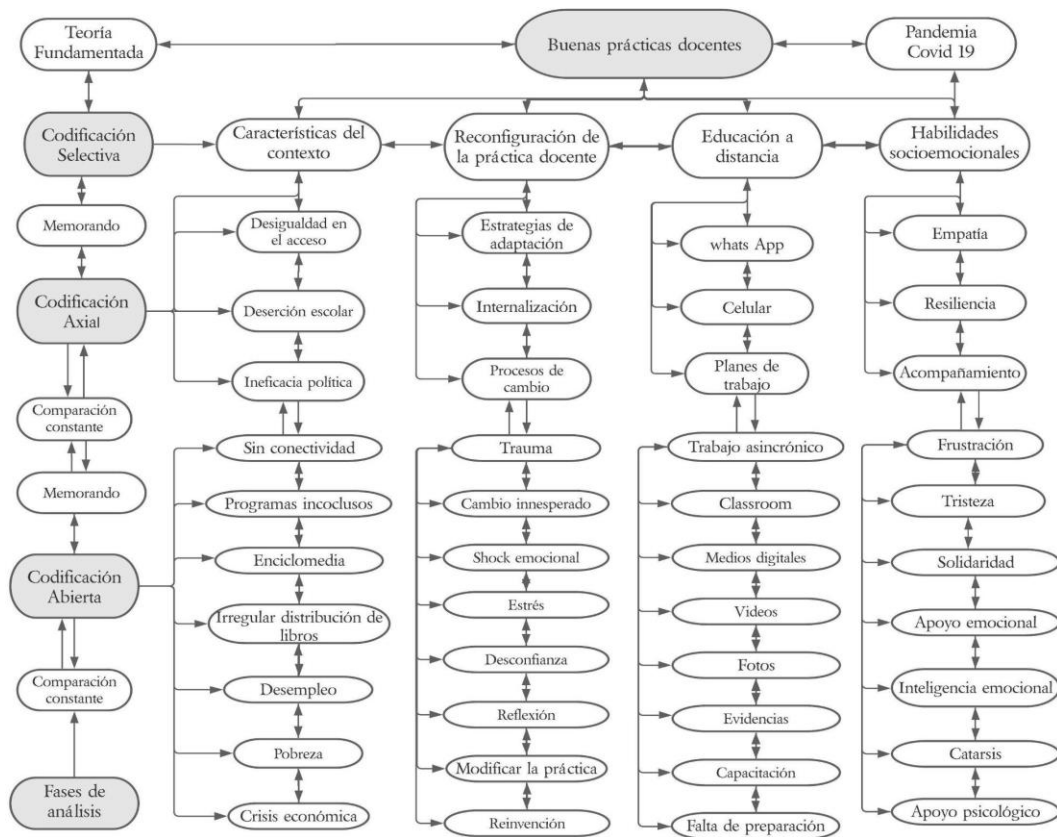 Teoría
Fundamentada
Buenas prácticas docentes
Pandemia
Covid 19
Codificación
Selectiva
Características del
contexto
Reconfiguración de
la práctica docente
Educación a
distancia
Habilidades
socioemocionales
Memorando
Codificación
Axial
Comparación
constante
Memorando
Codificación
Abierta
Comparación
constante
Fases de
análisis
Desigualdad en
el acceso
Deserción escolar
Ineficacia política
Sin conectividad
Programas incoclusos
Enciclomedia
Irregular distribución de
libros
Desempleo
Pobreza
Crisis económica
Estrategias de
adaptación
Internalización
Procesos de
cambio
Trauma
Cambio innesperado
Shock emocional
Estrés
Desconfianza
Reflexión
Modificar la práctica
Reinvención
whats App
Celular
Planes de
trabajo
Trabajo asincrónico
Classroom
Medios digitales
Videos
Fotos
Evidencias
Capacitación
Falta de preparación
Empatía
Resiliencia
Acompañamiento
Frustración
Tristeza
Solidaridad
Apoyo emocional
Inteligencia emocional
Catarsis
Apoyo psicológico